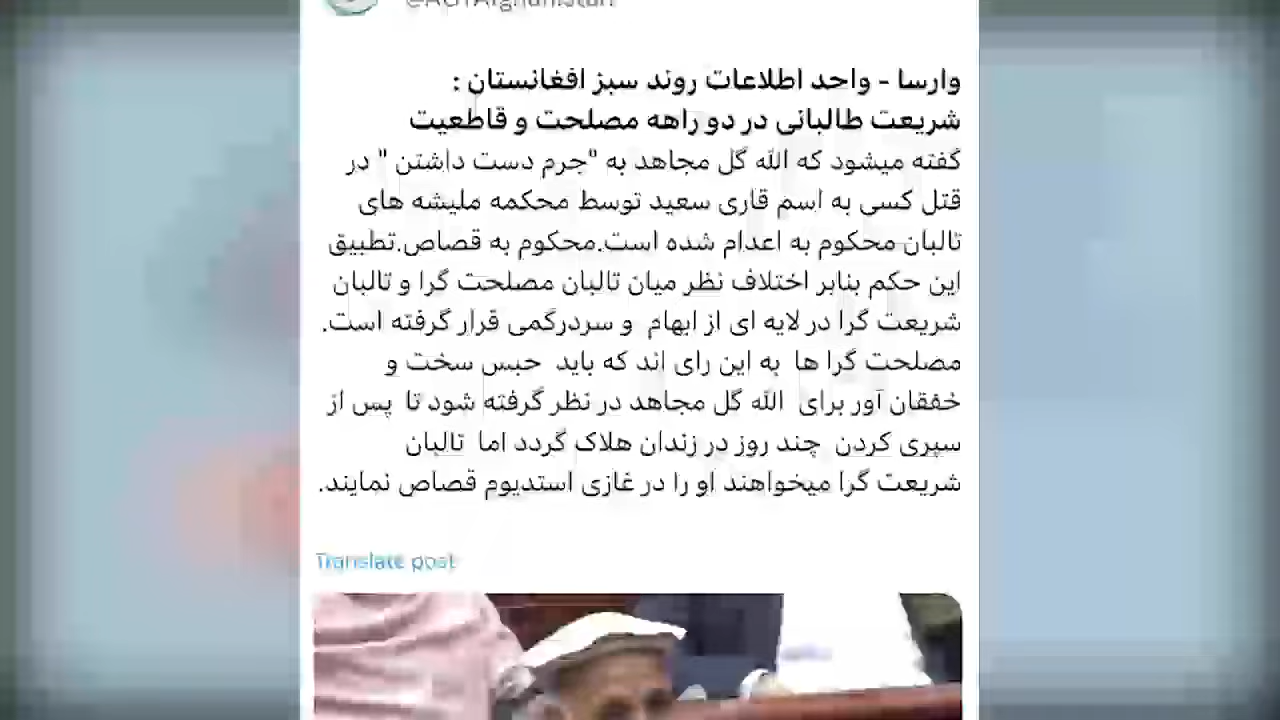 وارسا - واحد اطلاعات روند سبز افغانستان :
شریعت طالبانی در دو راهه مصلحت و قاطعیت
گفته میشود که الله گل مجاهد به "جرم دست داشتن " در
قتل کسی به اسم قاری سعید توسط محکمه ملیشه های
تالبان محکوم به اعدام شده است.محکوم به قصاص.تطبیق
این حکم بنابر اختلاف نظر میان تالبان مصلحت گرا و تالبان
شریعت گرا در لایه ای از ابهام و سردرگمی قرار گرفته است.
مصلحت گرا ها به این رای اند که باید حبس سخت و
خفقان آور برای الله گل مجاهد در نظر گرفته شود تا پس از
سپری کردن چند روز در زندان هلاک گردد اما تالبان
شریعت گرا میخواهند او را در غازی استدیوم قصاص نمایند.
Translate post